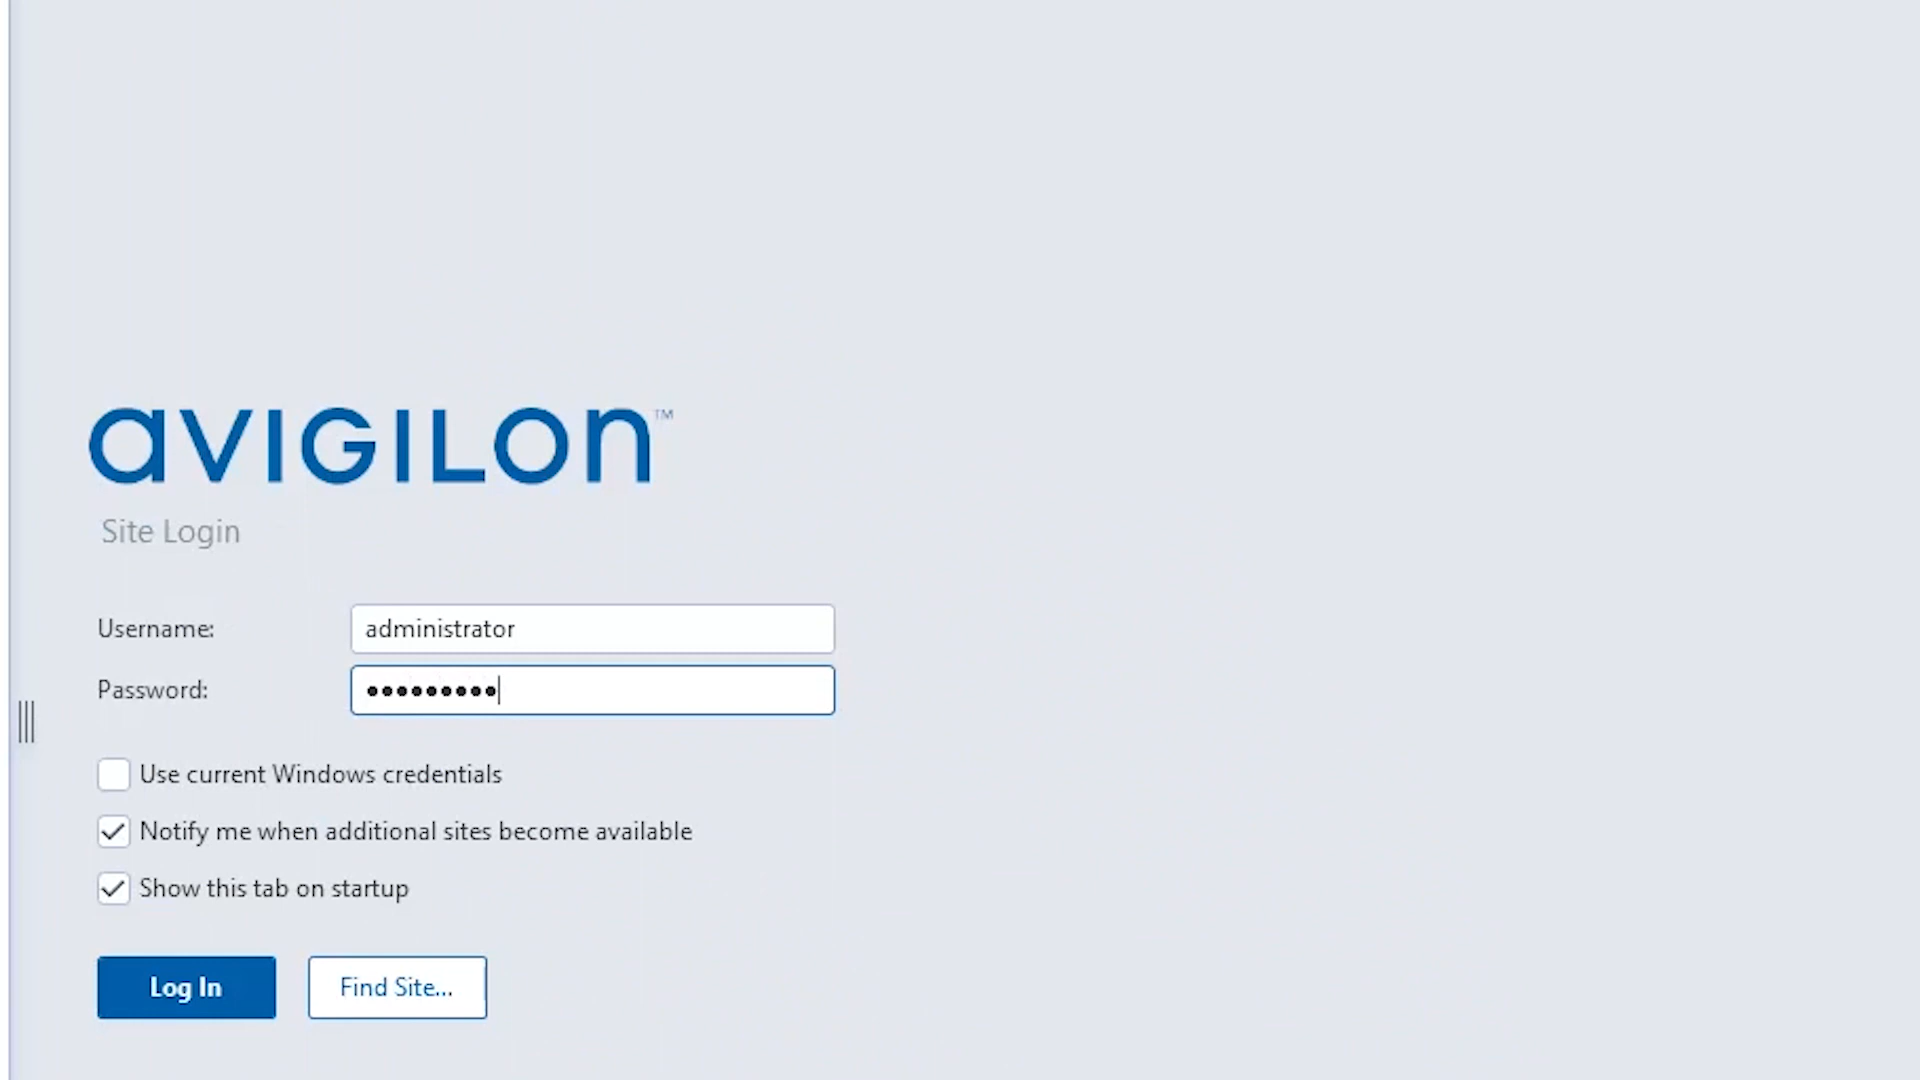 avigilon™
Site Login
Username: administrator
Password: •••••••••
Use current Windows credentials
Notify me when additional sites become available
Show this tab on startup
Log In Find Site...